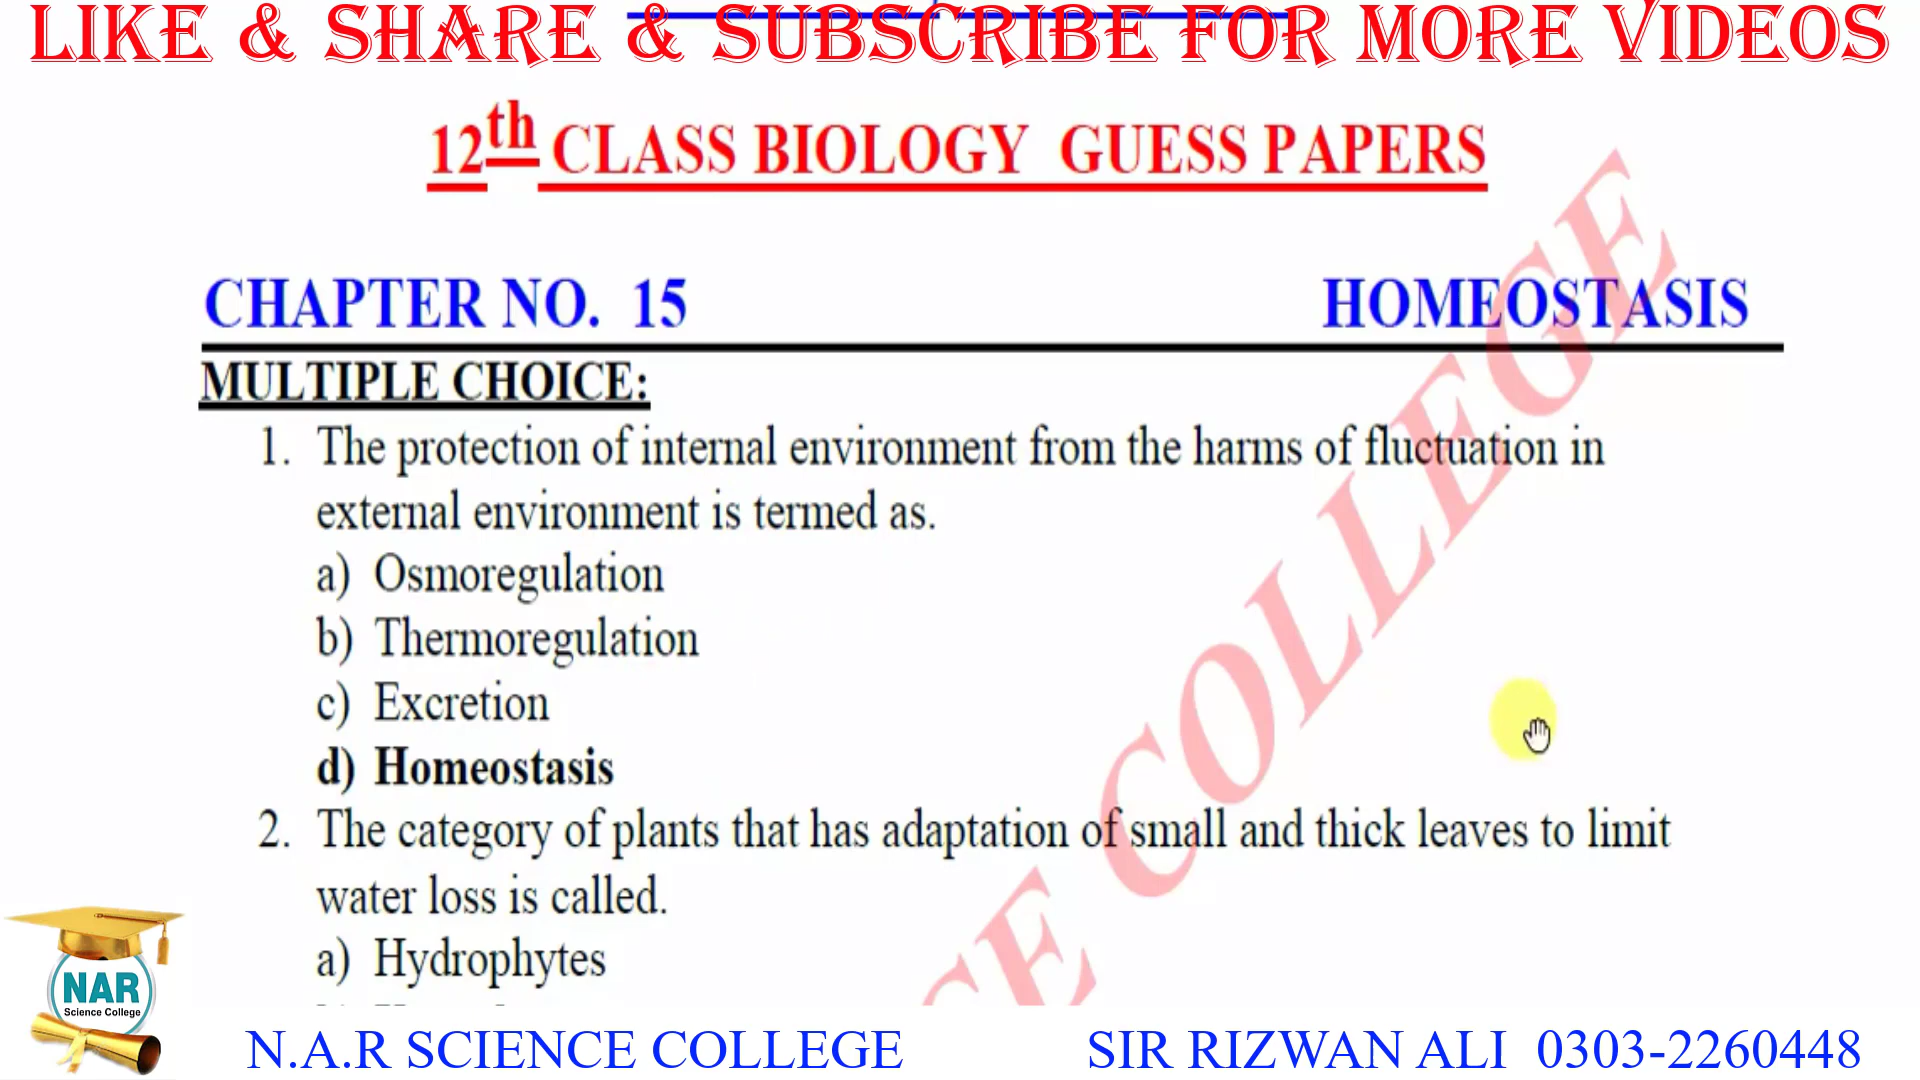 LIKE & SHARE & SUBSCRIBE FOR MORE VIDEOS
12th CLASS BIOLOGY GUESS PAPERS
CHAPTER NO. 15 HOMEOSTASIS
MULTIPLE CHOICE:
1. The protection of internal environment from the harms of fluctuation in
external environment is termed as.
a) Osmoregulation
b) Thermoregulation
c) Excretion
d) Homeostasis
2. The category of plants that has adaptation of small and thick leaves to limit
water loss is called.
a) Hydrophytes
COLLEGE
NAR
Science College
N.A.R SCIENCE COLLEGE SIR RIZWAN ALI 0303-2260448